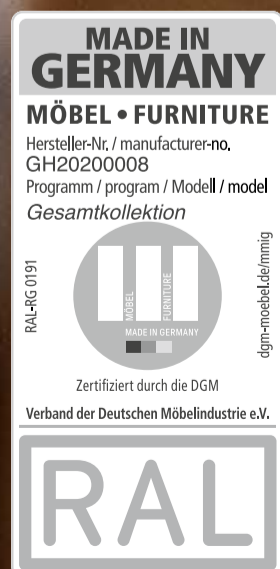 MADE IN
GERMANY
MÖBEL • FURNITURE
Hersteller-Nr. / manufacturer-no.
GH20200008
Programm / program / Modell / model
Gesamtkollektion
RAL-RG 0191
MÖBEL
FURNITURE
MADE IN GERMANY
dgm-moebel.de/mmig
Zertifiziert durch die DGM
Verband der Deutschen Möbelindustrie e.V.
RAL